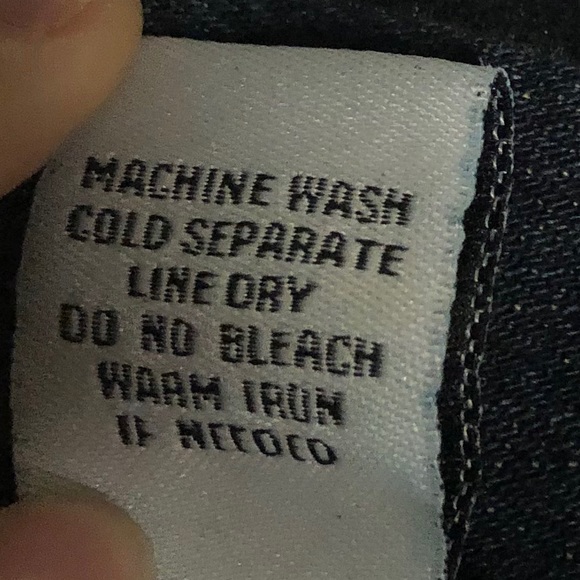 MACHINE WASH
COLD SEPARATE
LINE DRY
DO NO BLEACH
WARM IRON
IF NEEDED